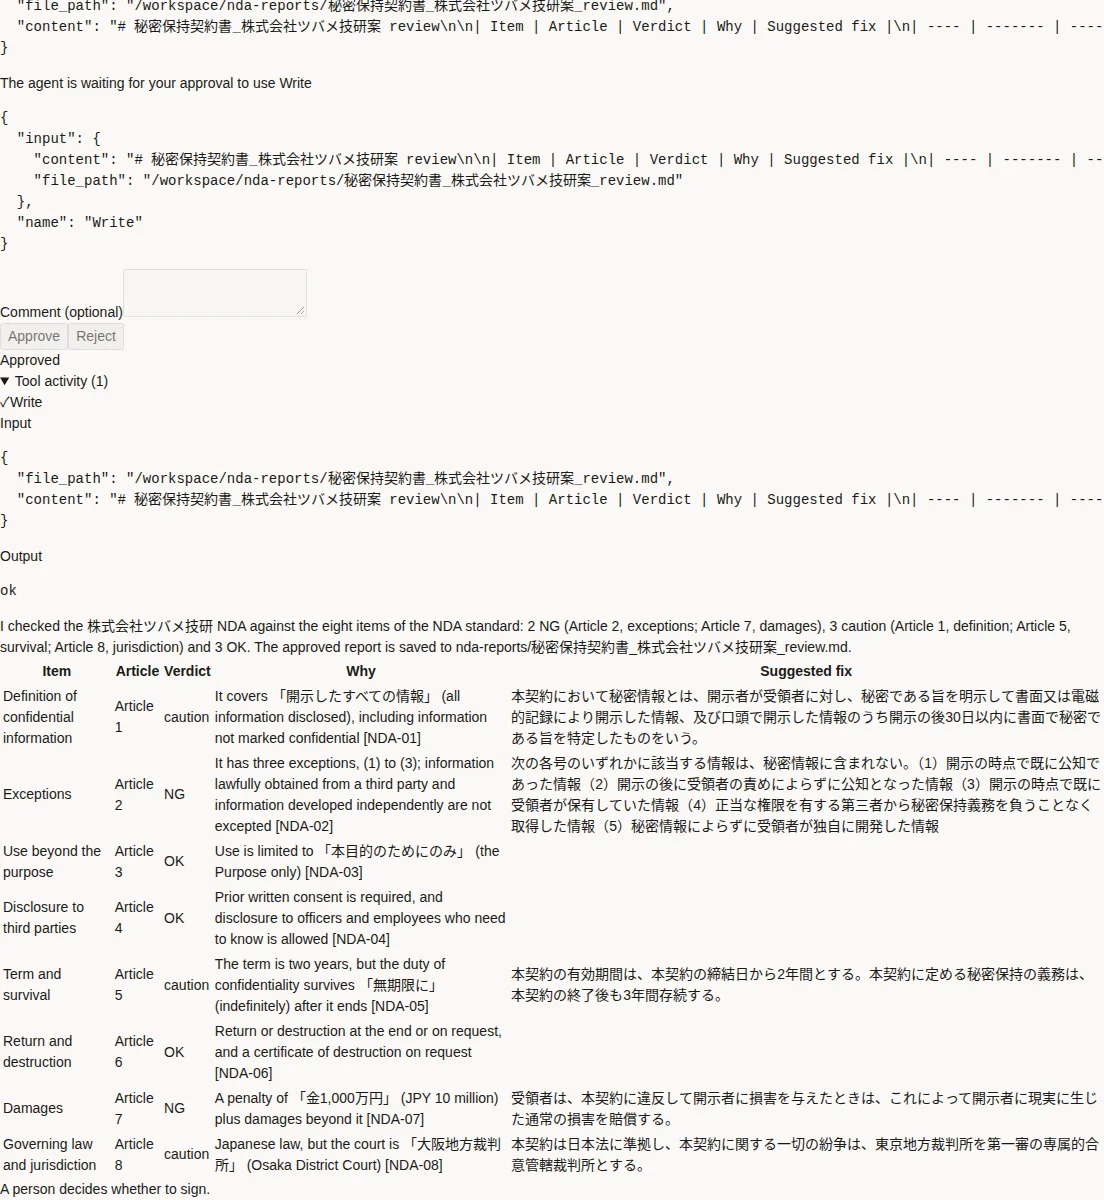 "file_path": "/workspace/nda-reports/秘密保持契約書_株式会社ツバメ技研案_review.md",
"content": "# 秘密保持契約書_株式会社ツバメ技研案 review\n\n| Item | Article | Verdict | Why | Suggested fix |\n| ---- | ------- | ----
}
The agent is waiting for your approval to use Write
{
"input": {
"content": "# 秘密保持契約書_株式会社ツバメ技研案 review\n\n| Item | Article | Verdict | Why | Suggested fix |\n| ---- | ------- | --
"file_path": "/workspace/nda-reports/秘密保持契約書_株式会社ツバメ技研案_review.md"
},
"name": "Write"
}
Comment (optional)
Approve Reject
Approved
▼ Tool activity (1)
✓Write
Input
{
"file_path": "/workspace/nda-reports/秘密保持契約書_株式会社ツバメ技研案_review.md",
"content": "# 秘密保持契約書_株式会社ツバメ技研案 review\n\n| Item | Article | Verdict | Why | Suggested fix |\n| ---- | ------- | ----
}
Output
ok
I checked the 株式会社ツバメ技研 NDA against the eight items of the NDA standard: 2 NG (Article 2, exceptions; Article 7, damages), 3 caution (Article 1, definition; Article 5,
survival; Article 8, jurisdiction) and 3 OK. The approved report is saved to nda-reports/秘密保持契約書_株式会社ツバメ技研案_review.md.
Item Article Verdict Why Suggested fix
Definition of
confidential
information
Article
1
caution
It covers 「開示したすべての情報」 (all
information disclosed), including information
not marked confidential [NDA-01]
本契約において秘密情報とは、開示者が受領者に対し、秘密である旨を明示して書面又は電磁
的記録により開示した情報、及び口頭で開示した情報のうち開示の後30日以内に書面で秘密で
ある旨を特定したものをいう。
Exceptions
Article
2
NG
It has three exceptions, (1) to (3); information
lawfully obtained from a third party and
information developed independently are not
excepted [NDA-02]
次の各号のいずれかに該当する情報は、秘密情報に含まれない。（1）開示の時点で既に公知で
あった情報（2）開示の後に受領者の責めによらずに公知となった情報（3）開示の時点で既に
受領者が保有していた情報（4）正当な権限を有する第三者から秘密保持義務を負うことなく
取得した情報（5）秘密情報によらずに受領者が独自に開発した情報
Use beyond the
purpose
Article
3
OK
Use is limited to 「本目的のためにのみ」 (the
Purpose only) [NDA-03]
Disclosure to
third parties
Article
4
OK
Prior written consent is required, and
disclosure to officers and employees who need
to know is allowed [NDA-04]
Term and
survival
Article
5
caution
The term is two years, but the duty of
confidentiality survives 「無期限に」
(indefinitely) after it ends [NDA-05]
本契約の有効期間は、本契約の締結日から2年間とする。本契約に定める秘密保持の義務は、
本契約の終了後も3年間存続する。
Return and
destruction
Article
6
OK
Return or destruction at the end or on request,
and a certificate of destruction on request
[NDA-06]
Damages
Article
7
NG
A penalty of 「金1,000万円」 (JPY 10 million)
plus damages beyond it [NDA-07]
受領者は、本契約に違反して開示者に損害を与えたときは、これによって開示者に現実に生じ
た通常の損害を賠償する。
Governing law
and jurisdiction
Article
8
caution
Japanese law, but the court is 「大阪地方裁判
所」 (Osaka District Court) [NDA-08]
本契約は日本法に準拠し、本契約に関する一切の紛争は、東京地方裁判所を第一審の専属的合
意管轄裁判所とする。
A person decides whether to sign.